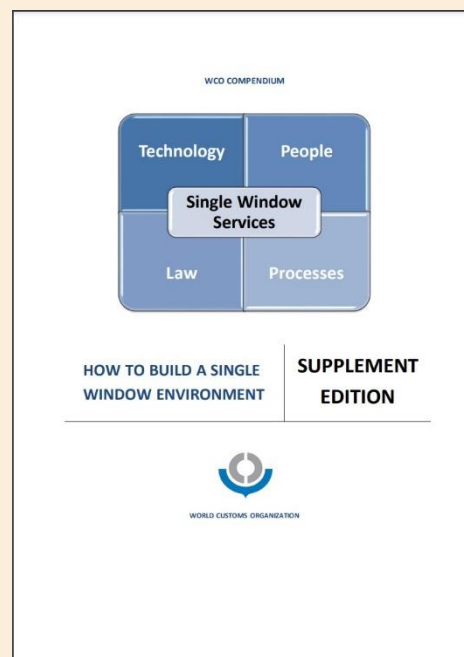 WCO COMPENDIUM
Technology
People
Single Window
Services
Law
Processes
HOW TO BUILD A SINGLE
WINDOW ENVIRONMENT
SUPPLEMENT
EDITION
WORLD CUSTOMS ORGANIZATION